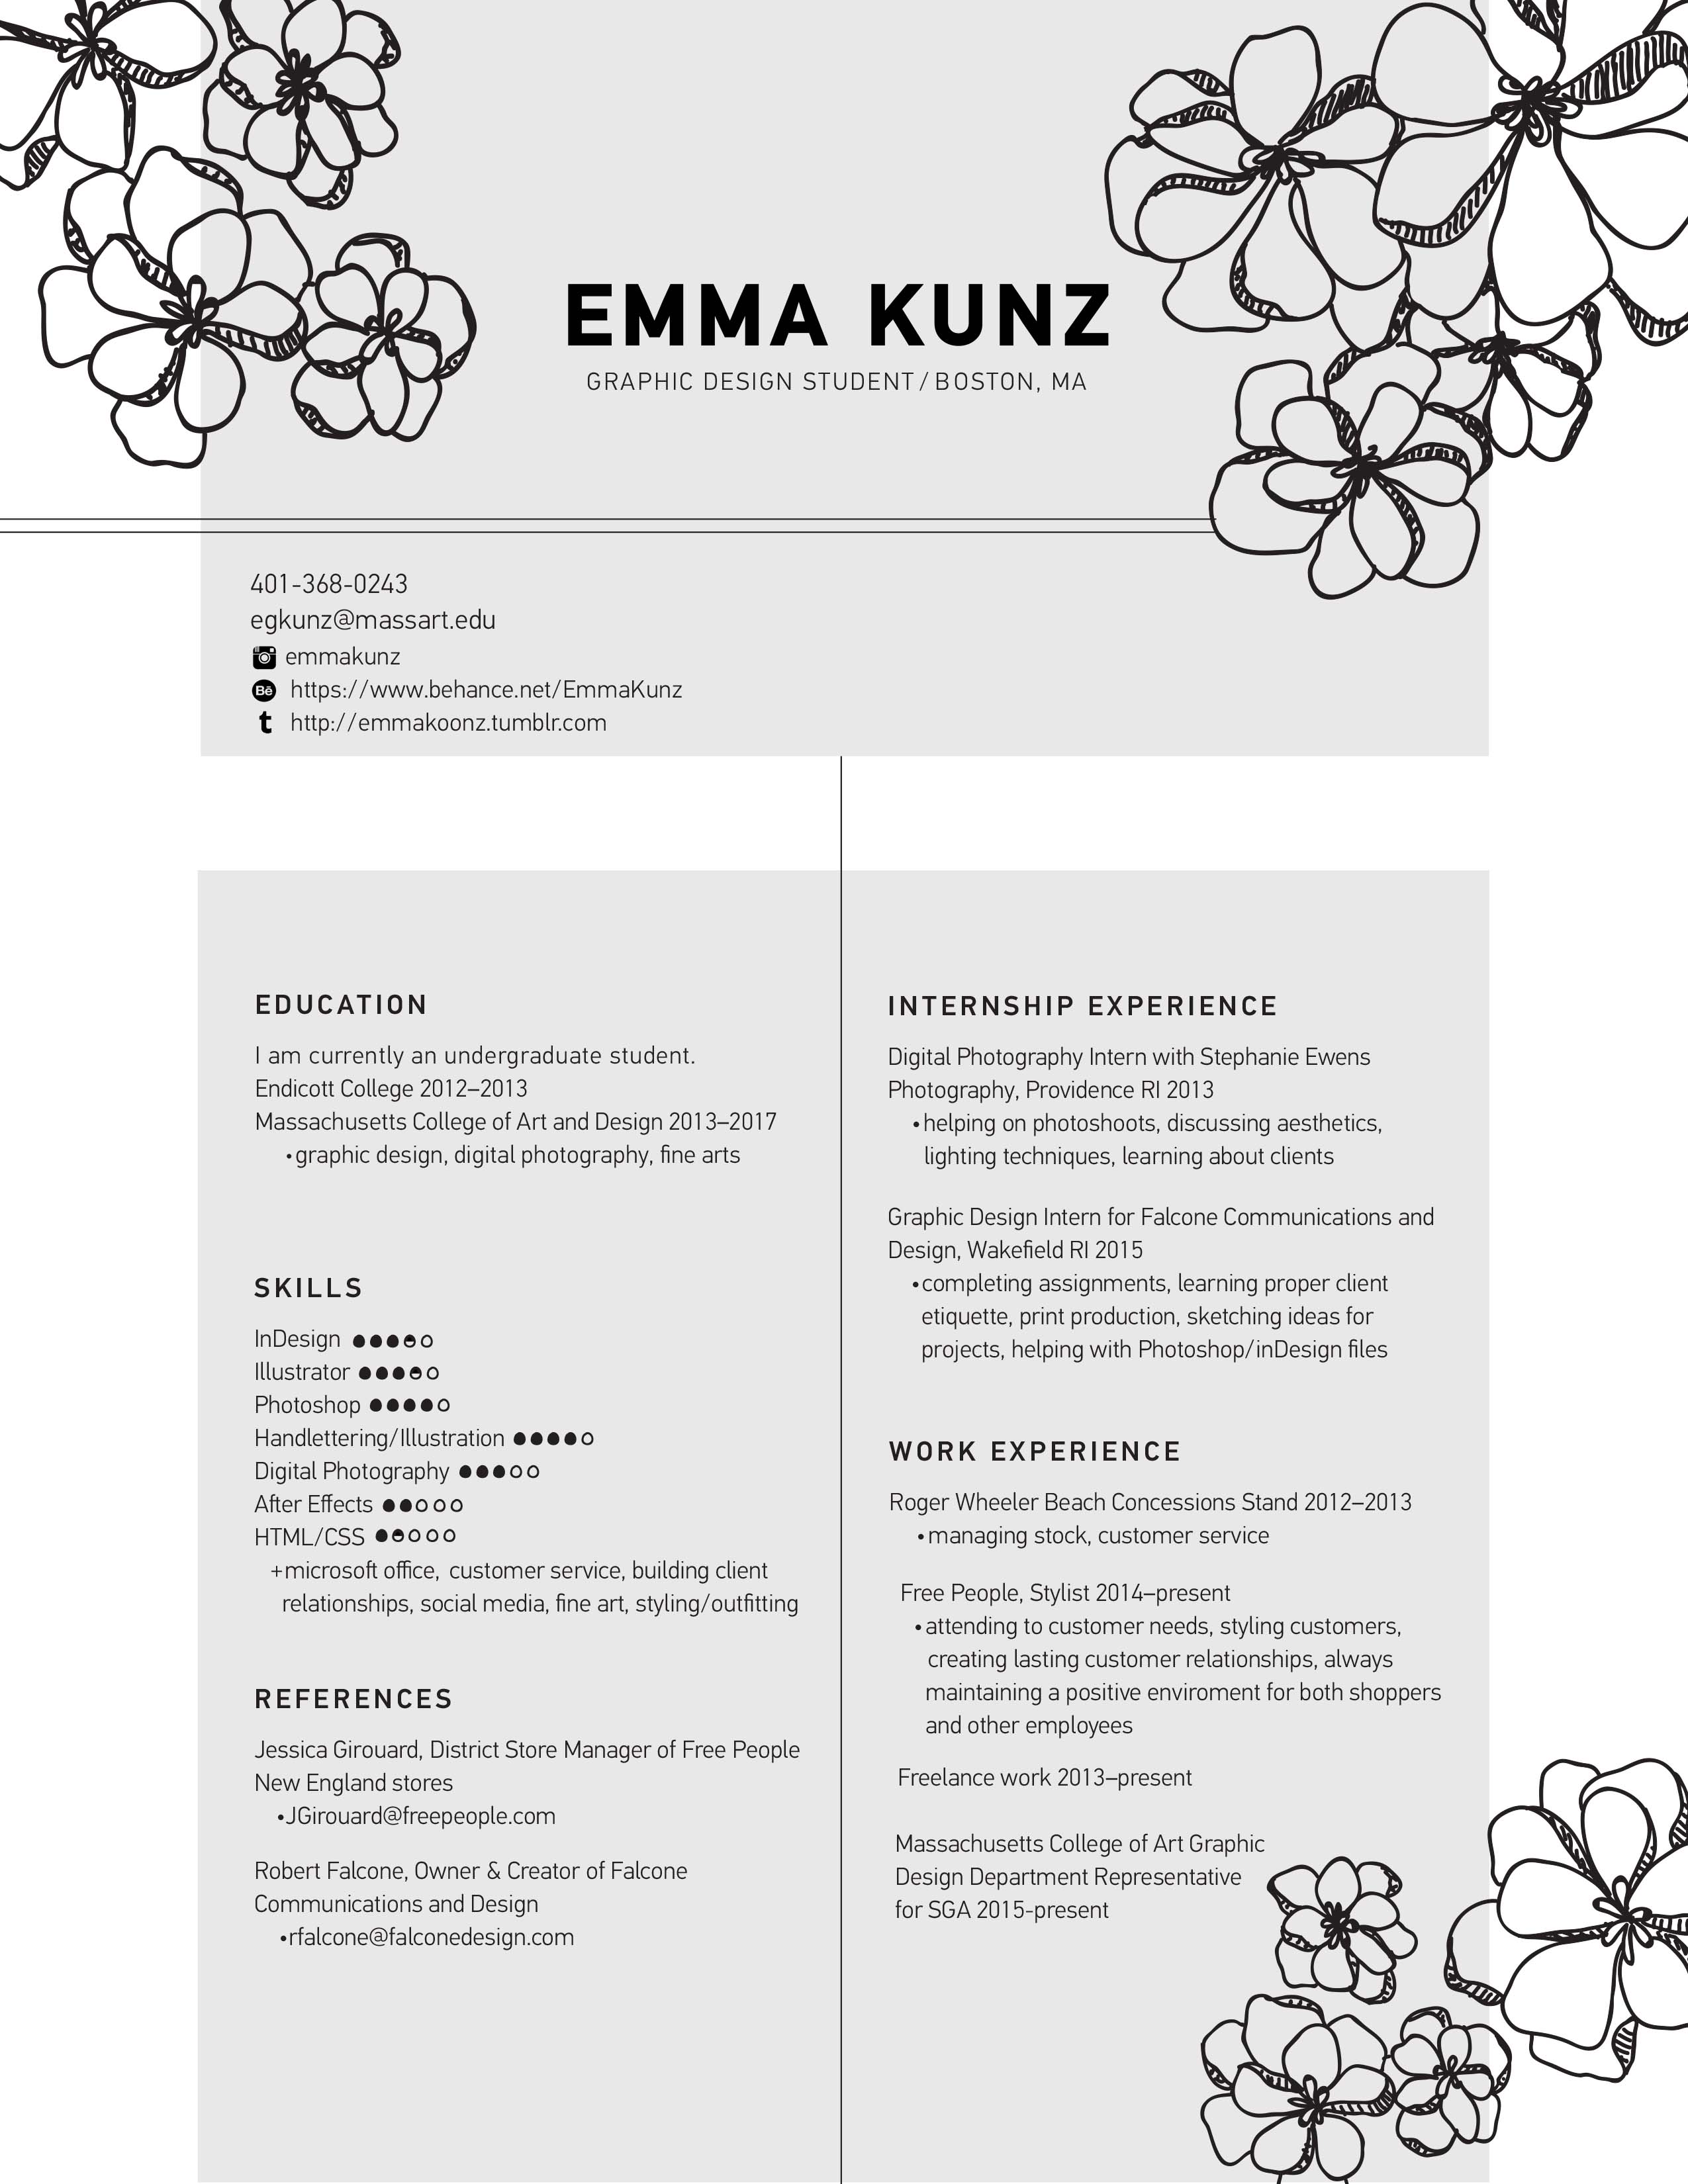 EMMA KUNZ
GRAPHIC DESIGN STUDENT/BOSTON, MA
401-368-0243
egkunz@massart.edu
emmakunz
Bē https://www.behance.net/EmmaKunz
t http://emmakoonz.tumblr.com
EDUCATION
I am currently an undergraduate student.
Endicott College 2012–2013
Massachusetts College of Art and Design 2013–2017
•graphic design, digital photography, fine arts
SKILLS
InDesign
Illustrator
Photoshop
Handlettering/Illustration
Digital Photography
After Effects
HTML/CSS
+microsoft office, customer service, building client
relationships, social media, fine art, styling/outfitting
REFERENCES
Jessica Girouard, District Store Manager of Free People
New England stores
•JGirouard@freepeople.com
Robert Falcone, Owner & Creator of Falcone
Communications and Design
•rfalcone@falconedesign.com
INTERNSHIP EXPERIENCE
Digital Photography Intern with Stephanie Ewens
Photography, Providence RI 2013
•helping on photoshoots, discussing aesthetics,
lighting techniques, learning about clients
Graphic Design Intern for Falcone Communications and
Design, Wakefield RI 2015
•completing assignments, learning proper client
etiquette, print production, sketching ideas for
projects, helping with Photoshop/inDesign files
WORK EXPERIENCE
Roger Wheeler Beach Concessions Stand 2012–2013
•managing stock, customer service
Free People, Stylist 2014–present
•attending to customer needs, styling customers,
creating lasting customer relationships, always
maintaining a positive enviroment for both shoppers
and other employees
Freelance work 2013–present
Massachusetts College of Art Graphic
Design Department Representative
for SGA 2015-present